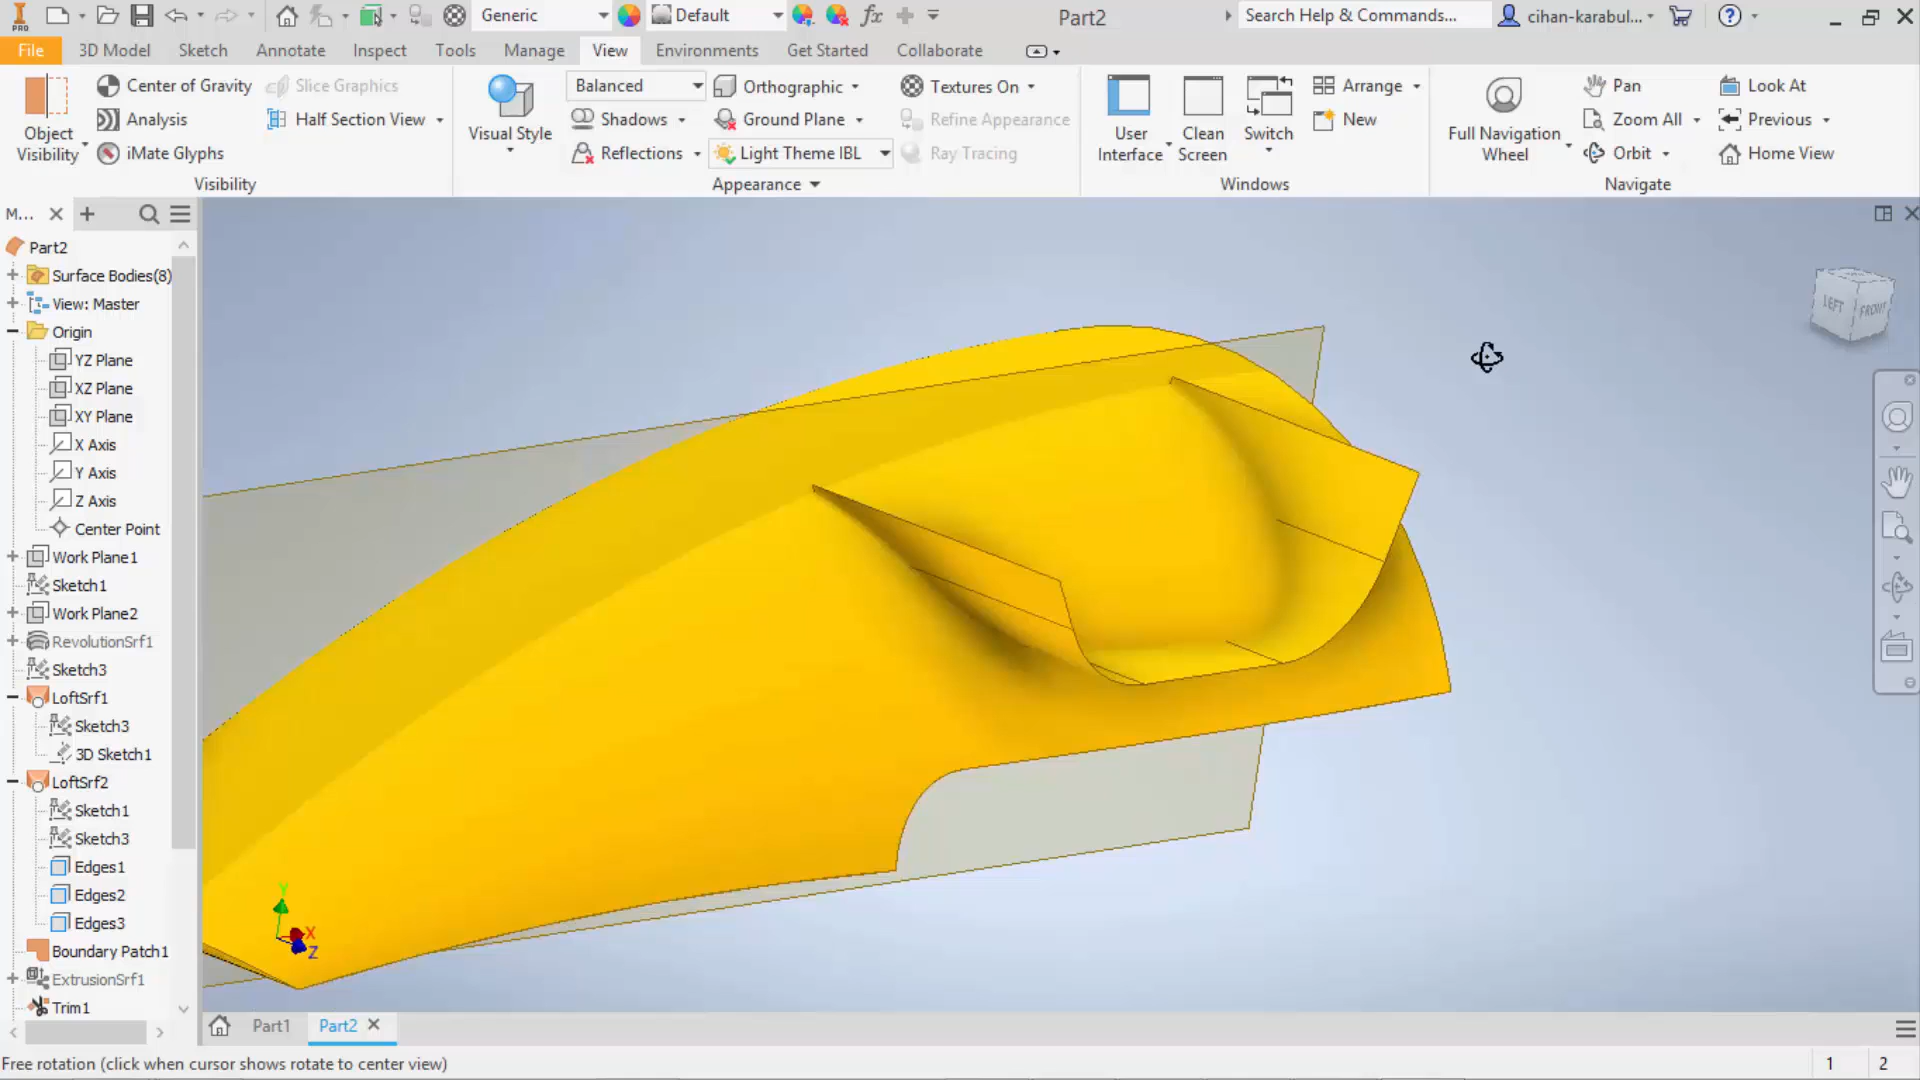 PRO
Generic
Default
fx
Part2
Search Help & Commands...
cihan-karabul...
File
3D Model
Sketch
Annotate
Inspect
Tools
Manage
View
Environments
Get Started
Collaborate
Object Visibility
Center of Gravity
Analysis
iMate Glyphs
Slice Graphics
Half Section View
Visibility
Visual Style
Balanced
Shadows
Reflections
Orthographic
Ground Plane
Light Theme IBL
Textures On
Refine Appearance
Ray Tracing
Appearance
User Interface
Clean Screen
Switch
Arrange
New
Windows
Full Navigation Wheel
Pan
Zoom All
Orbit
Look At
Previous
Home View
Navigate
M...
Part2
Surface Bodies(8)
View: Master
Origin
YZ Plane
XZ Plane
XY Plane
X Axis
Y Axis
Z Axis
Center Point
Work Plane1
Sketch1
Work Plane2
RevolutionSrf1
Sketch3
LoftSrf1
Sketch3
3D Sketch1
LoftSrf2
Sketch1
Sketch3
Edges1
Edges2
Edges3
Boundary Patch1
ExtrusionSrf1
Trim1
LEFT
FRONT
Y
X
Z
Part1
Part2
Free rotation (click when cursor shows rotate to center view)
1
2